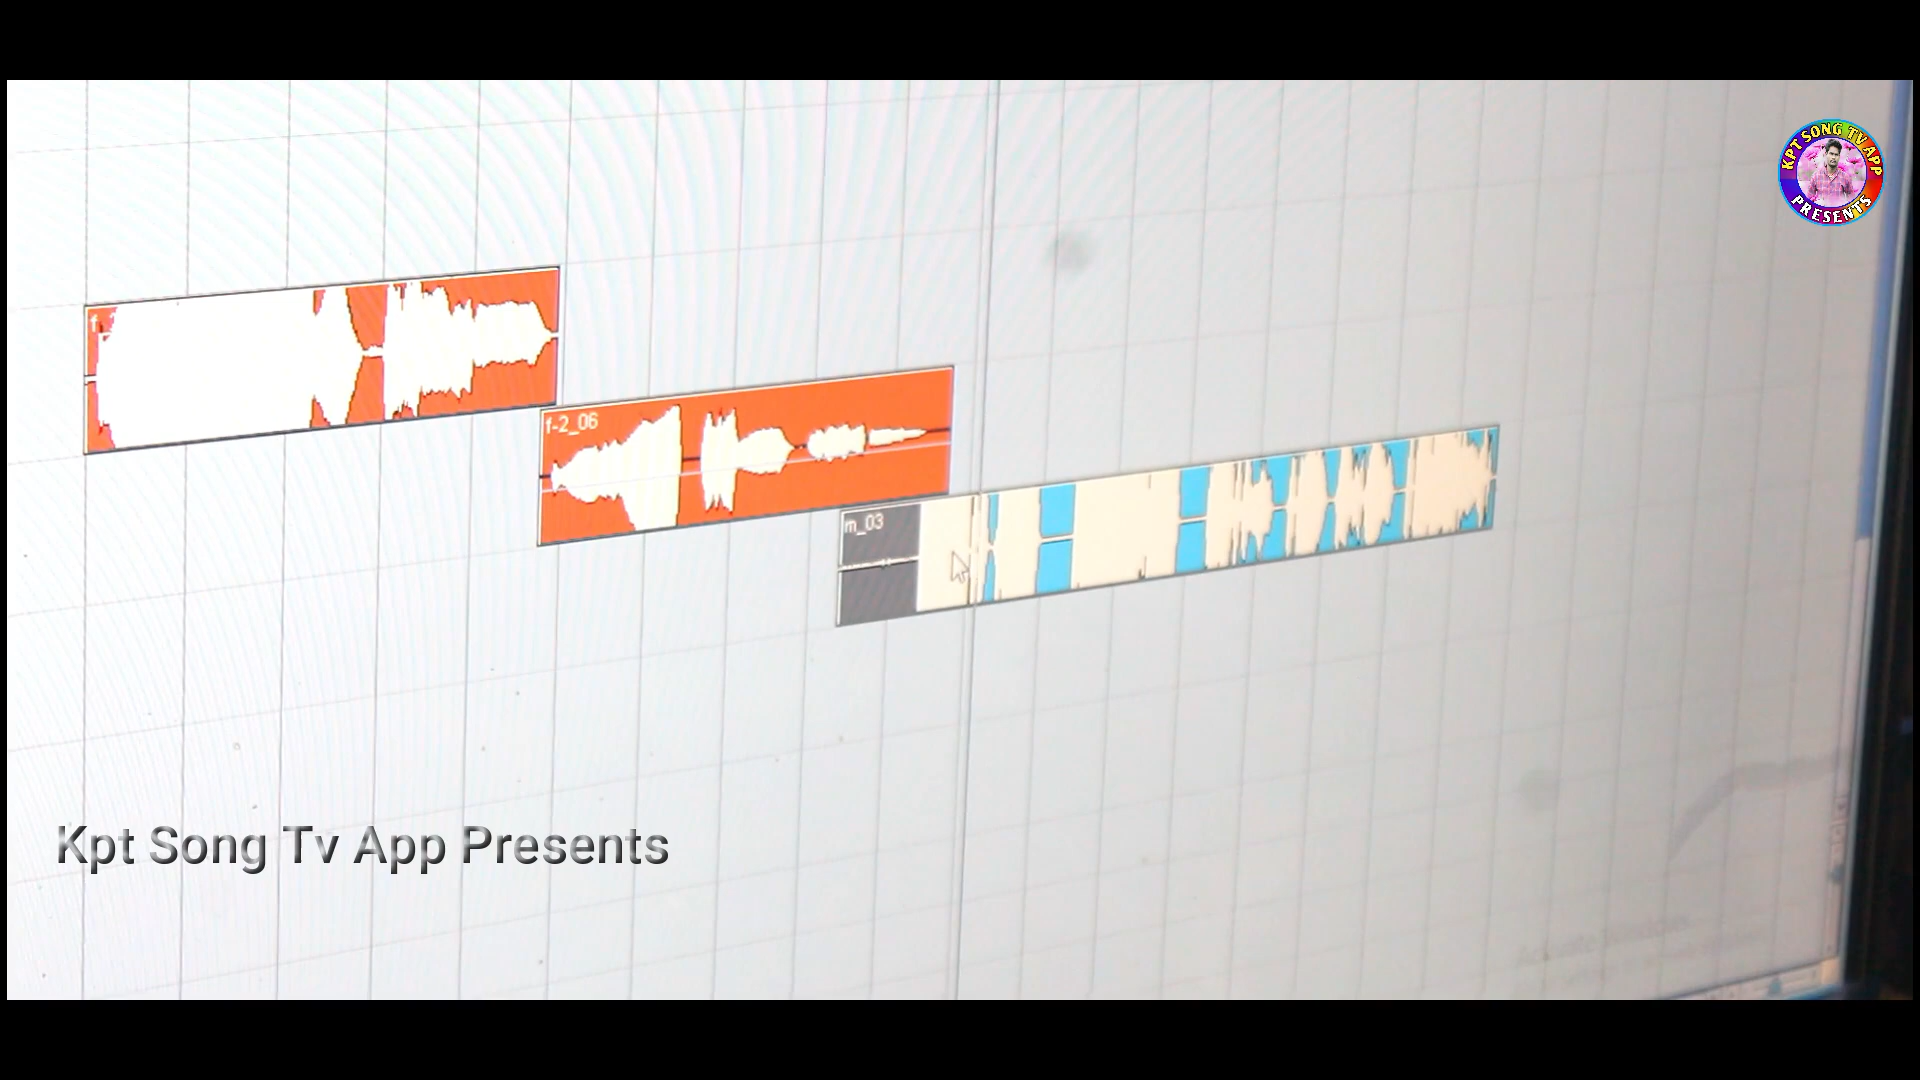 KPT SONG TV APP
PRESENTS
f-2_06
m_03
Kpt Song Tv App Presents